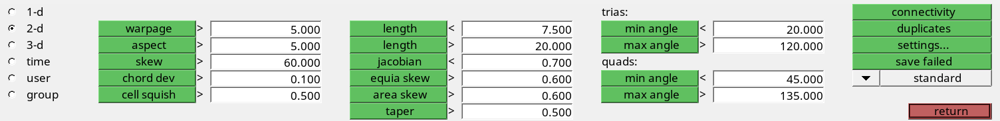 1-d trias: connectivity
2-d warpage > 5.000 length < 7.500 min angle < 20.000 duplicates
3-d aspect > 5.000 length > 20.000 max angle > 120.000 settings...
time skew > 60.000 jacobian < 0.700 quads: save failed
user chord dev > 0.100 equia skew > 0.600 min angle < 45.000 standard
group cell squish > 0.500 area skew > 0.600 max angle > 135.000
taper > 0.500 return